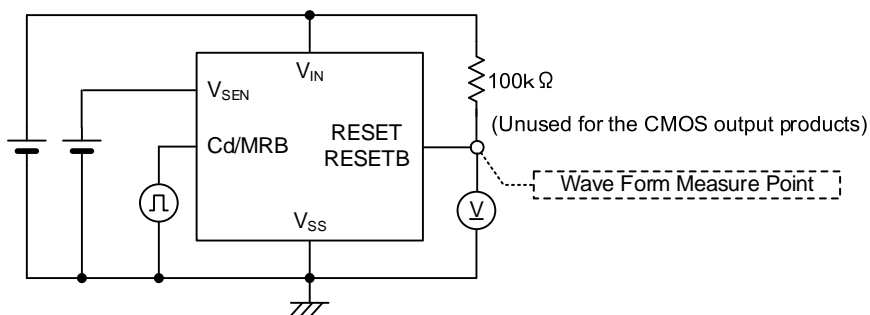 V_IN
100kΩ
V_SEN
(Unused for the CMOS output products)
Cd/MRB
RESET
RESETB
Wave Form Measure Point
V
V_SS